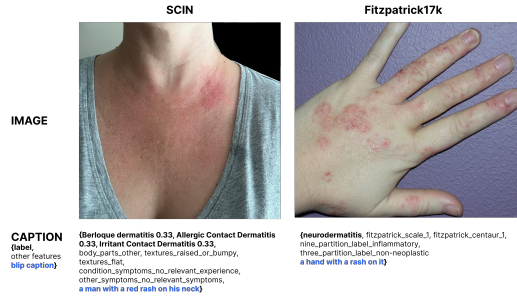 SCIN
Fitzpatrick17k
IMAGE
CAPTION
{label,
other features
blip caption}
{Berloque dermatitis 0.33, Allergic Contact Dermatitis
0.33, Irritant Contact Dermatitis 0.33,
body_parts_other, textures_raised_or_bumpy,
textures_flat,
condition_symptoms_no_relevant_experience,
other_symptoms_no_relevant_symptoms,
a man with a red rash on his neck}
{neurodermatitis, fitzpatrick_scale_1, fitzpatrick_centaur_1,
nine_partition_label_inflammatory,
three_partition_label_non-neoplastic
a hand with a rash on it}